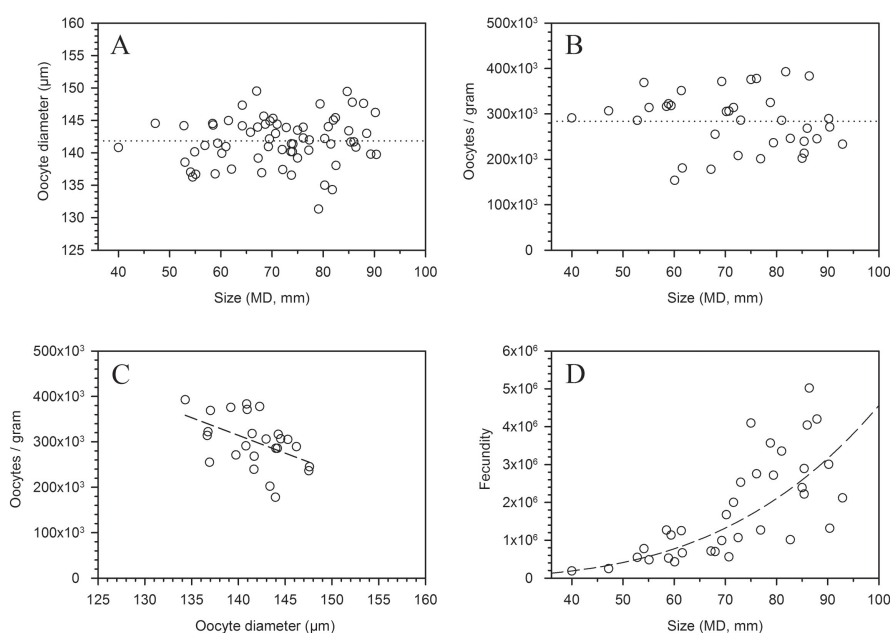 A
160
155
150
145
140
135
130
125
Oocyte diameter (µm)
40 50 60 70 80 90 100
Size (MD, mm)
B
500x10³
400x10³
300x10³
200x10³
100x10³
0
Oocytes / gram
40 50 60 70 80 90 100
Size (MD, mm)
C
500x10³
400x10³
300x10³
200x10³
100x10³
0
Oocytes / gram
125 130 135 140 145 150 155 160
Oocyte diameter (µm)
D
6x10⁶
5x10⁶
4x10⁶
3x10⁶
2x10⁶
1x10⁶
0
Fecundity
40 50 60 70 80 90 100
Size (MD, mm)